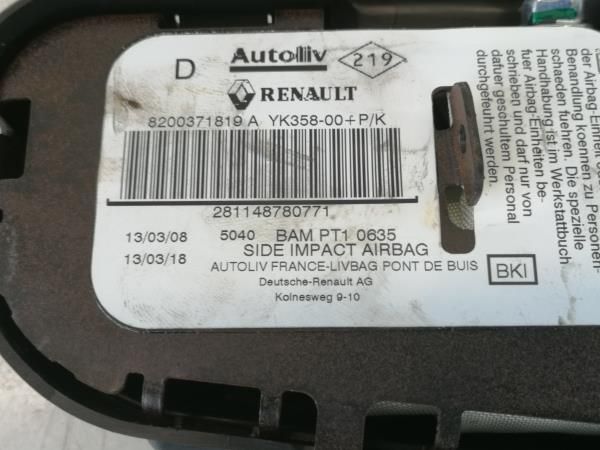 D
Autoliv
219
RENAULT
8200371819 A YK358-00+P/K
281148780771
13/03/08 5040 BAM PT1 0635
13/03/18 SIDE IMPACT AIRBAG
AUTOLIV FRANCE-LIVBAG PONT DE BUIS
Deutsche-Renault AG
Kolnesweg 9-10
BKI
der Airbag-Einheit
Benandlung koennen zu Personen-
schaeden fuehren. Die spezielle
Handhabung ist im Werkstattbuch
fuer Airbag-Einheiten be-
schrieben und darf nur von
dafuer geschultem Personal
durchgefuehrt werden.